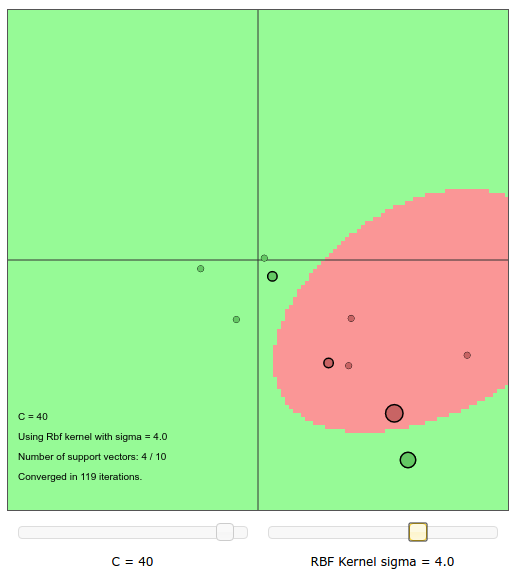 C = 40
Using Rbf kernel with sigma = 4.0
Number of support vectors: 4 / 10
Converged in 119 iterations.
C = 40
RBF Kernel sigma = 4.0